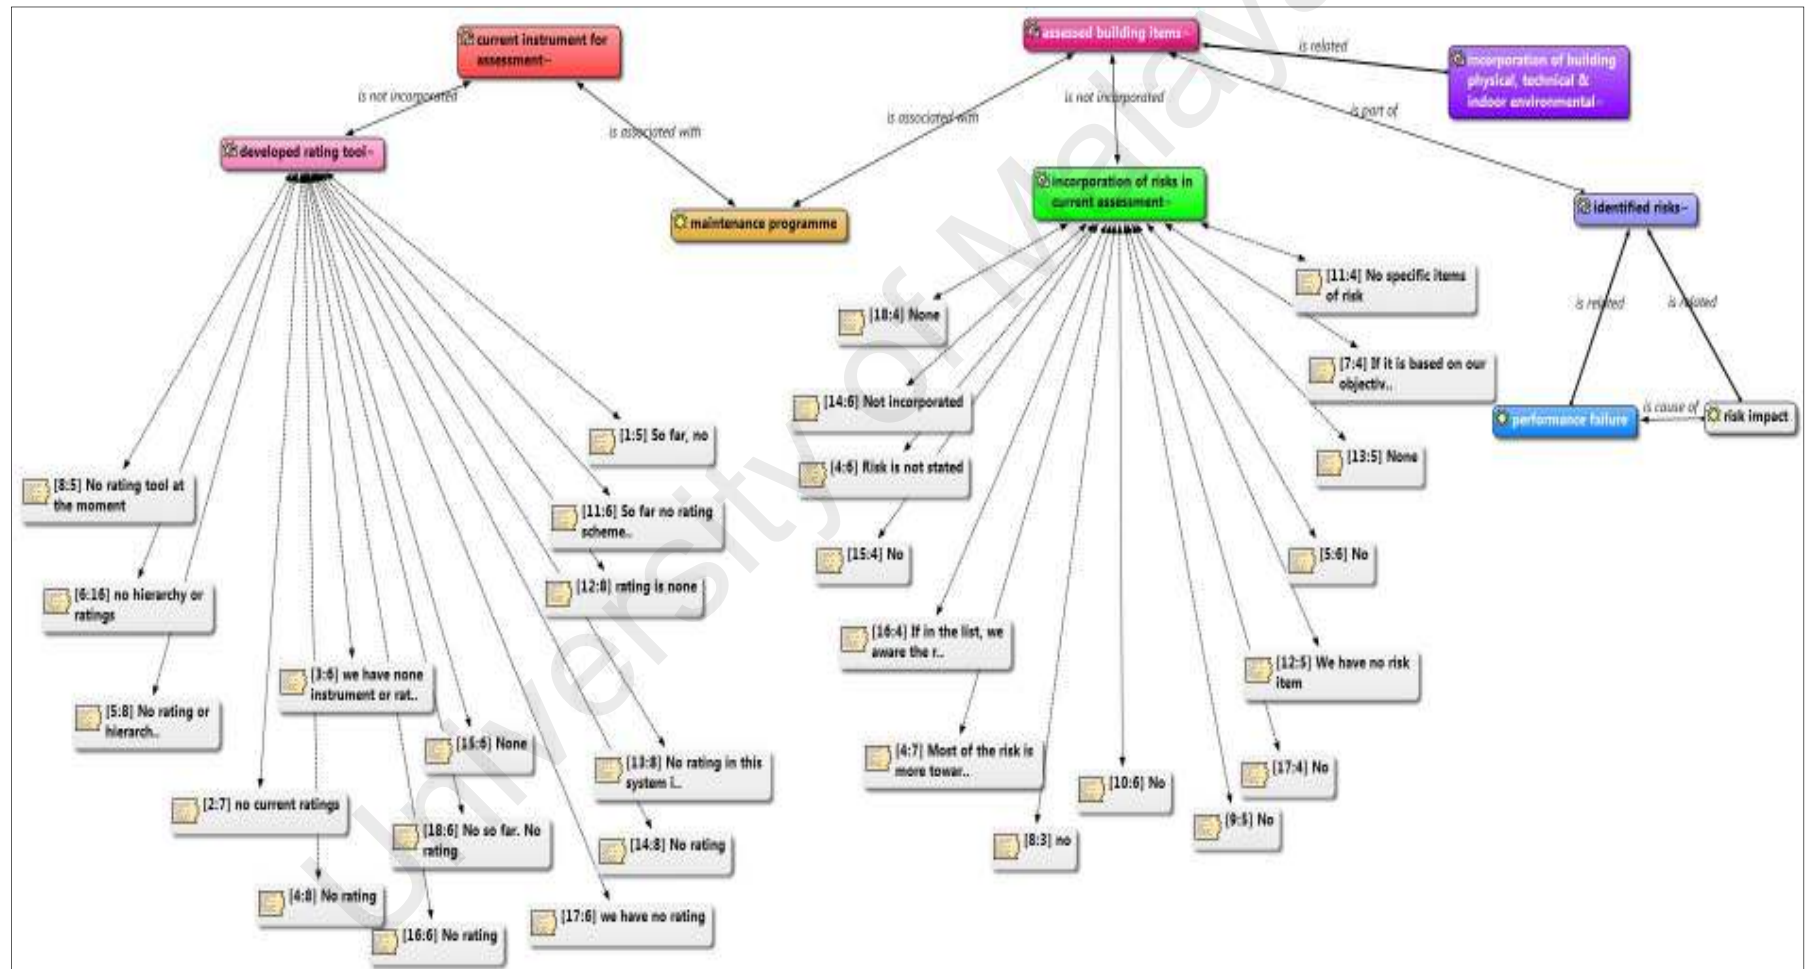 current instrument for
assessment~
is not incorporated
is associated with
developed rating tool~
maintenance programme
assessed building items~
is related
incorporation of building
physical, technical &
indoor environmental~
is associated with
is not incorporated
is part of
incorporation of risks in
current assessment~
identified risks~
is related
is related
performance failure
is cause of
risk impact
[1:5] So far, no
[8:5] No rating tool at
the moment
[11:6] So far no rating
scheme..
[12:8] rating is none
[6:16] no hierarchy or
ratings
[3:6] we have none
instrument or rat..
[5:8] No rating or
hierarch..
[15:6] None
[13:8] No rating in this
system i..
[2:7] no current ratings
[18:6] No so far. No
rating
[14:8] No rating
[4:8] No rating
[17:6] we have no rating
[16:6] No rating
[11:4] No specific items
of risk
[18:4] None
[7:4] If it is based on our
objectiv..
[14:6] Not incorporated
[4:6] Risk is not stated
[13:5] None
[15:4] No
[5:6] No
[16:4] If in the list, we
aware the r..
[12:5] We have no risk
item
[4:7] Most of the risk is
more towar..
[17:4] No
[10:6] No
[9:5] No
[8:3] no
University of Malaya